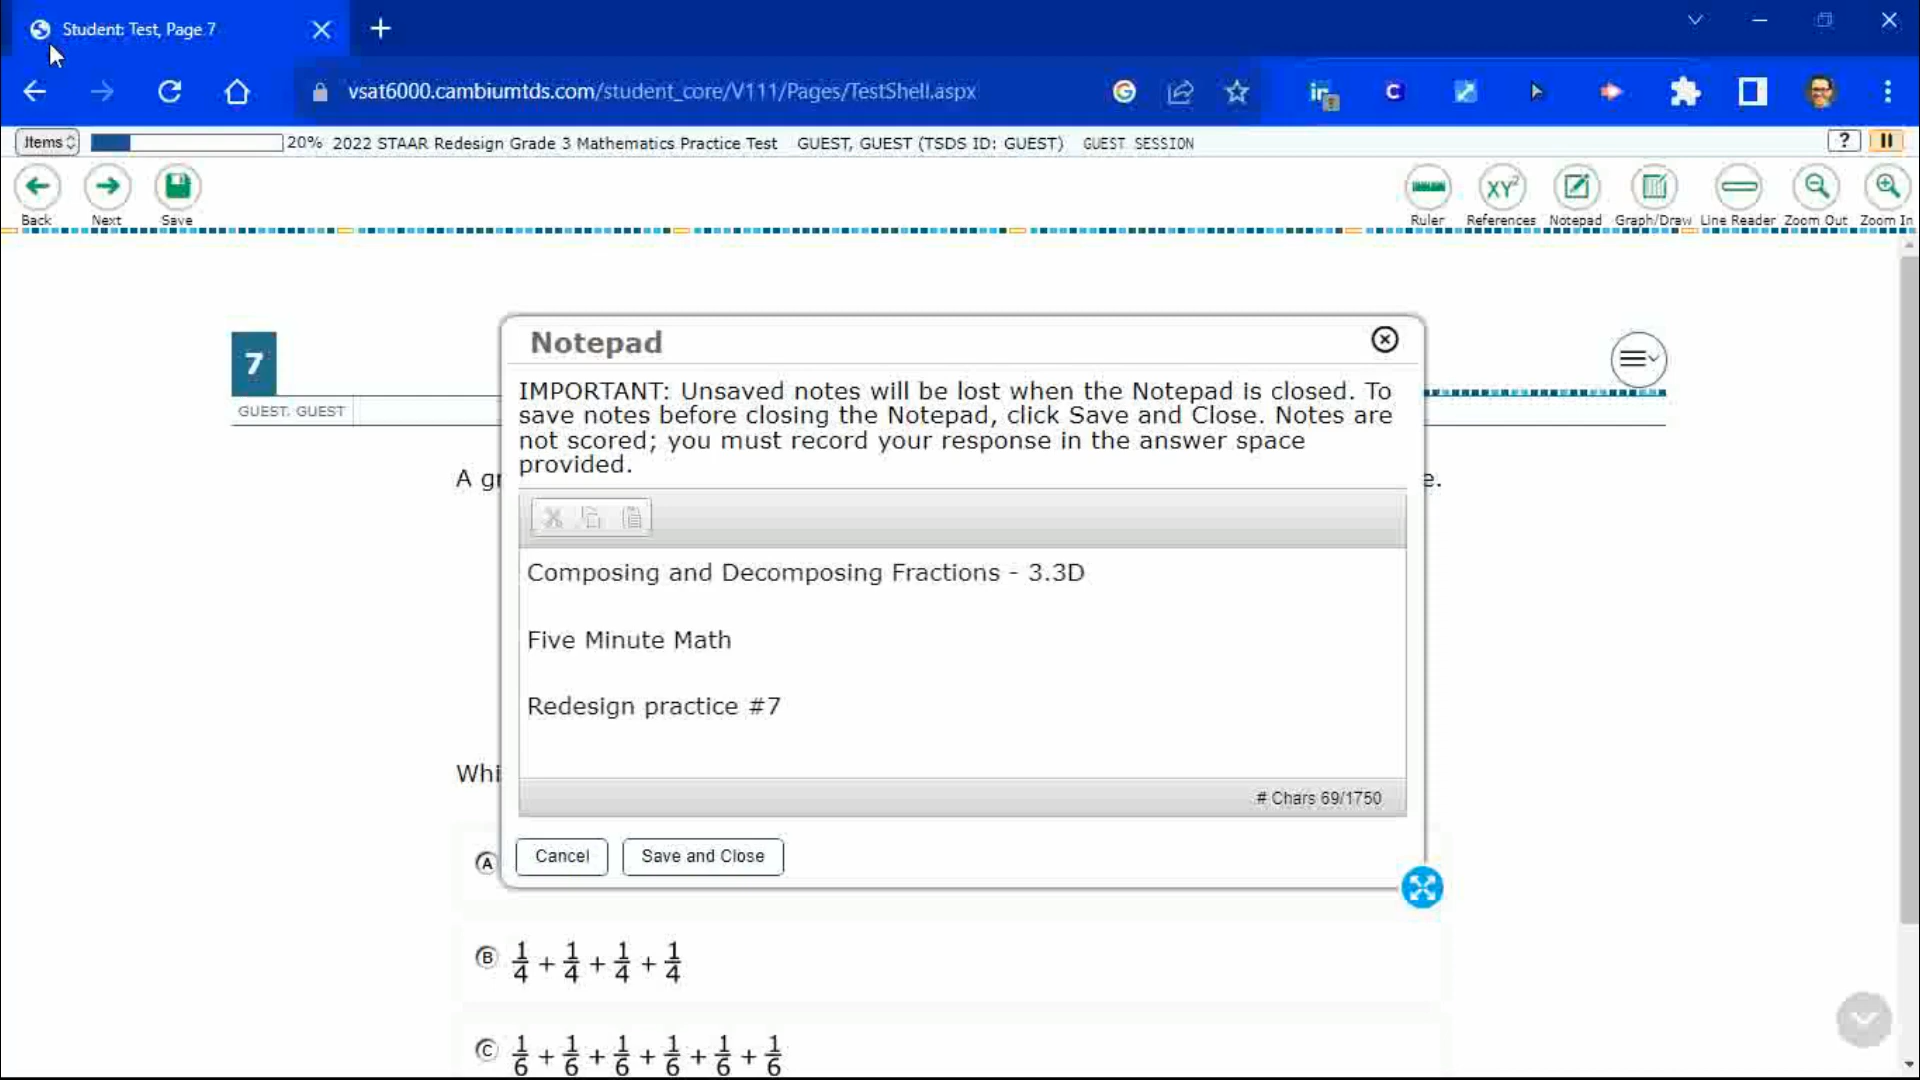 Student: Test, Page 7
vsat6000.cambiumtds.com/student_core/V111/Pages/TestShell.aspx
Items 20% 2022 STAAR Redesign Grade 3 Mathematics Practice Test GUEST, GUEST (TSDS ID: GUEST) GUEST SESSION ?
Back Next Save Ruler References Notepad Graph/Draw Line Reader Zoom Out Zoom In
XY²
7
GUEST, GUEST
Notepad
IMPORTANT: Unsaved notes will be lost when the Notepad is closed. To
save notes before closing the Notepad, click Save and Close. Notes are
not scored; you must record your response in the answer space
provided.
A
Composing and Decomposing Fractions - 3.3D
Five Minute Math
Redesign practice #7
# Chars 69/1750
Cancel Save and Close
A
B 1/4 + 1/4 + 1/4 + 1/4
C 1/6 + 1/6 + 1/6 + 1/6 + 1/6 + 1/6